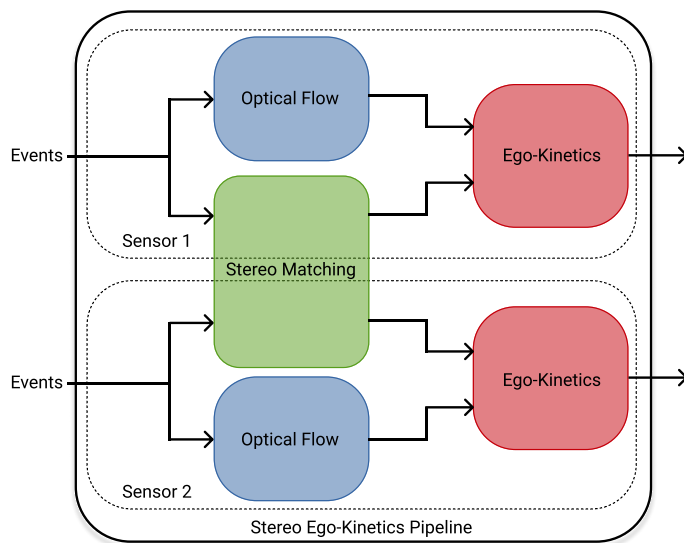 Optical Flow
Events
Ego-Kinetics
Sensor 1
Stereo Matching
Events
Ego-Kinetics
Optical Flow
Sensor 2
Stereo Ego-Kinetics Pipeline